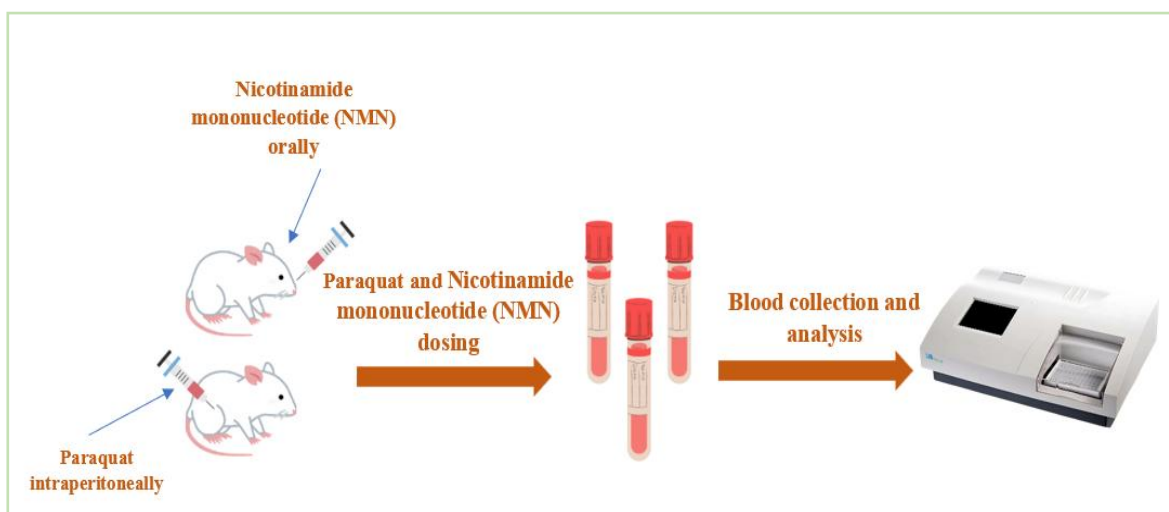 Nicotinamide
mononucleotide (NMN)
orally
Paraquat and Nicotinamide
mononucleotide (NMN)
dosing
Blood collection and
analysis
Paraquat
intraperitoneally